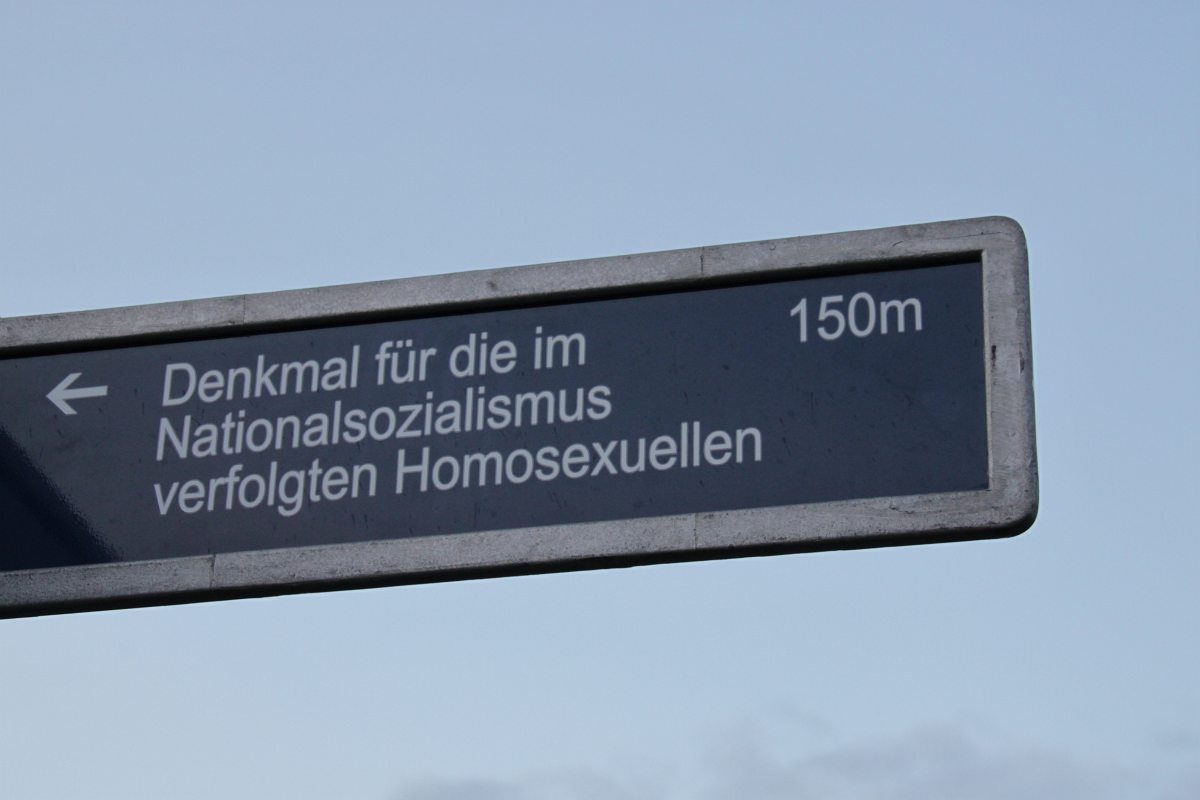 ← Denkmal für die im 150m
Nationalsozialismus
verfolgten Homosexuellen